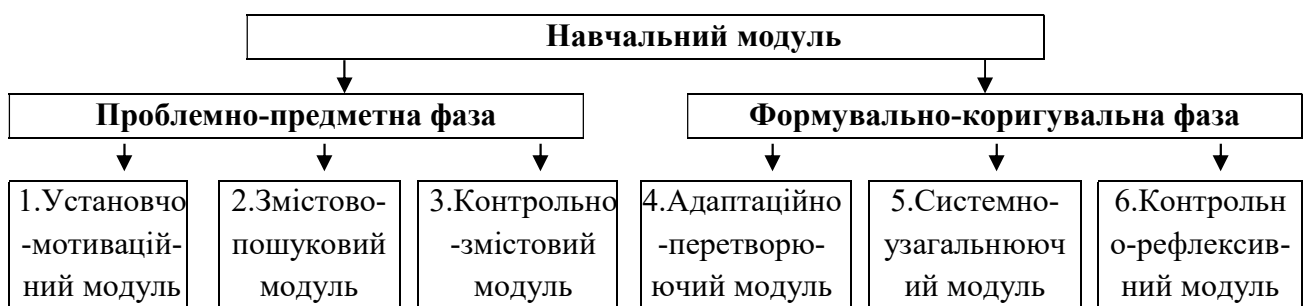 Навчальний модуль
Проблемно-предметна фаза
Формувально-коригувальна фаза
1.Установчо
-мотивацій-
ний модуль
2.Змістово-
пошуковий
модуль
3.Контрольно
-змістовий
модуль
4.Адаптаційно
-перетворю-
ючий модуль
5.Системно-
узагальнююч
ий модуль
6.Контрольн
о-рефлексив-
ний модуль